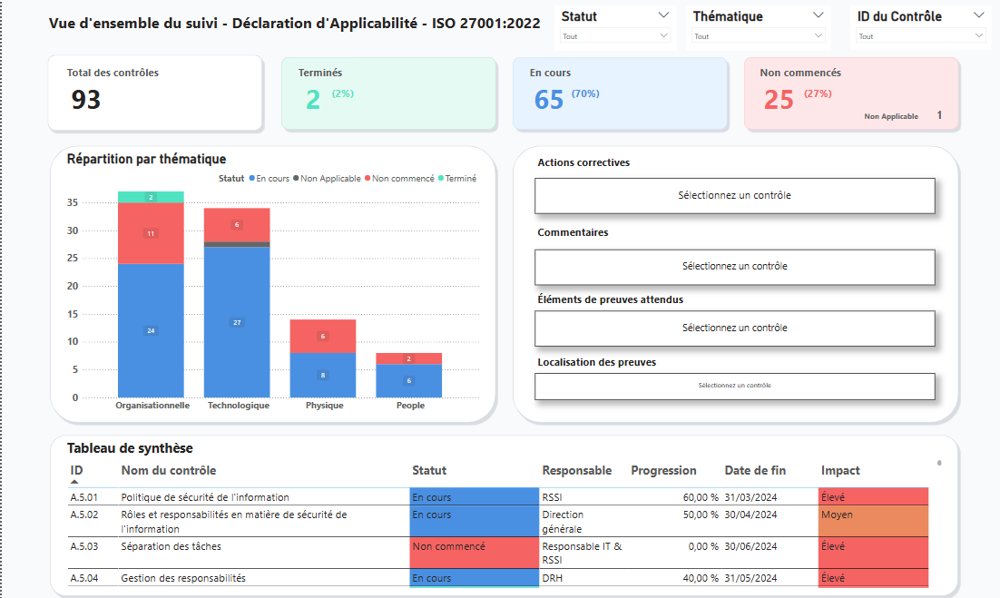 Vue d'ensemble du suivi - Déclaration d'Applicabilité - ISO 27001:2022
Statut
Tout
Thématique
Tout
ID du Contrôle
Tout
Total des contrôles
93
Terminés
2 (2%)
En cours
65 (70%)
Non commencés
25 (27%)
Non Applicable 1
Répartition par thématique
Statut En cours Non Applicable Non commencé Terminé
35
30
25
20
15
10
5
0
2
11
24
6
27
6
8
2
6
Organisationnelle Technologique Physique People
Actions correctives
Sélectionnez un contrôle
Commentaires
Sélectionnez un contrôle
Éléments de preuves attendus
Sélectionnez un contrôle
Localisation des preuves
Sélectionnez un contrôle
Tableau de synthèse
ID Nom du contrôle Statut Responsable Progression Date de fin Impact
A.5.01 Politique de sécurité de l'information En cours RSSI 60,00 % 31/03/2024 Élevé
A.5.02 Rôles et responsabilités en matière de sécurité de En cours Direction 50,00 % 30/04/2024 Moyen
l'information générale
A.5.03 Séparation des tâches Non commencé Responsable IT & 0,00 % 30/06/2024 Élevé
RSSI
A.5.04 Gestion des responsabilités En cours DRH 40,00 % 31/05/2024 Élevé